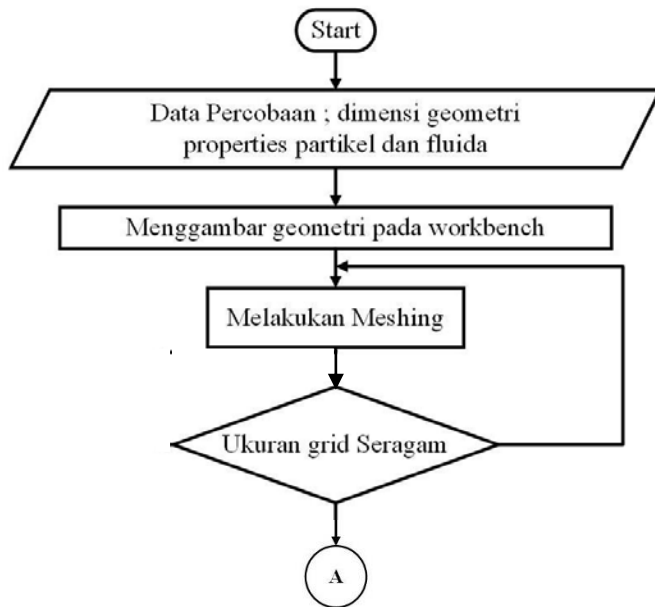 Start
Data Percobaan ; dimensi geometri
properties partikel dan fluida
Menggambar geometri pada workbench
Melakukan Meshing
Ukuran grid Seragam
A